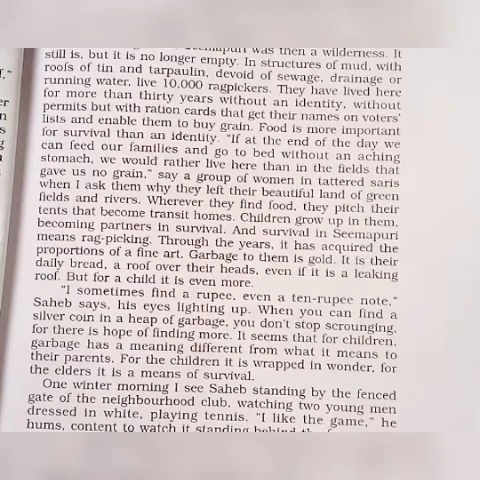 Seemapuri was then a wilderness. It
still is, but it is no longer empty. In structures of mud, with
roofs of tin and tarpaulin, devoid of sewage, drainage or
running water, live 10,000 ragpickers. They have lived here
for more than thirty years without an identity, without
permits but with ration cards that get their names on voters'
lists and enable them to buy grain. Food is more important
for survival than an identity. "If at the end of the day we
can feed our families and go to bed without an aching
stomach, we would rather live here than in the fields that
gave us no grain," say a group of women in tattered saris
when I ask them why they left their beautiful land of green
fields and rivers. Wherever they find food, they pitch their
tents that become transit homes. Children grow up in them,
becoming partners in survival. And survival in Seemapuri
means rag-picking. Through the years, it has acquired the
proportions of a fine art. Garbage to them is gold. It is their
daily bread, a roof over their heads, even if it is a leaking
roof. But for a child it is even more.
"I sometimes find a rupee, even a ten-rupee note,"
Saheb says, his eyes lighting up. When you can find a
silver coin in a heap of garbage, you don't stop scrounging,
for there is hope of finding more. It seems that for children,
garbage has a meaning different from what it means to
their parents. For the children it is wrapped in wonder, for
the elders it is a means of survival.
One winter morning I see Saheb standing by the fenced
gate of the neighbourhood club, watching two young men
dressed in white, playing tennis. "I like the game," he
hums, content to watch it standing behind the